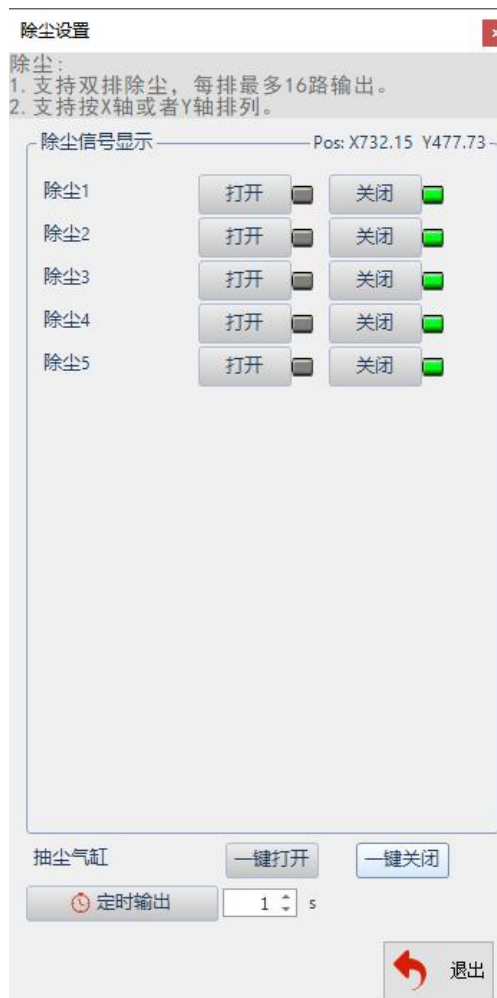 除尘设置
除尘:
1. 支持双排除尘，每排最多16路输出。
2. 支持按X轴或者Y轴排列。
除尘信号显示 Pos: X732.15 Y477.73
除尘1 打开 关闭
除尘2 打开 关闭
除尘3 打开 关闭
除尘4 打开 关闭
除尘5 打开 关闭
抽尘气缸 一键打开 一键关闭
定时输出 1 s
退出